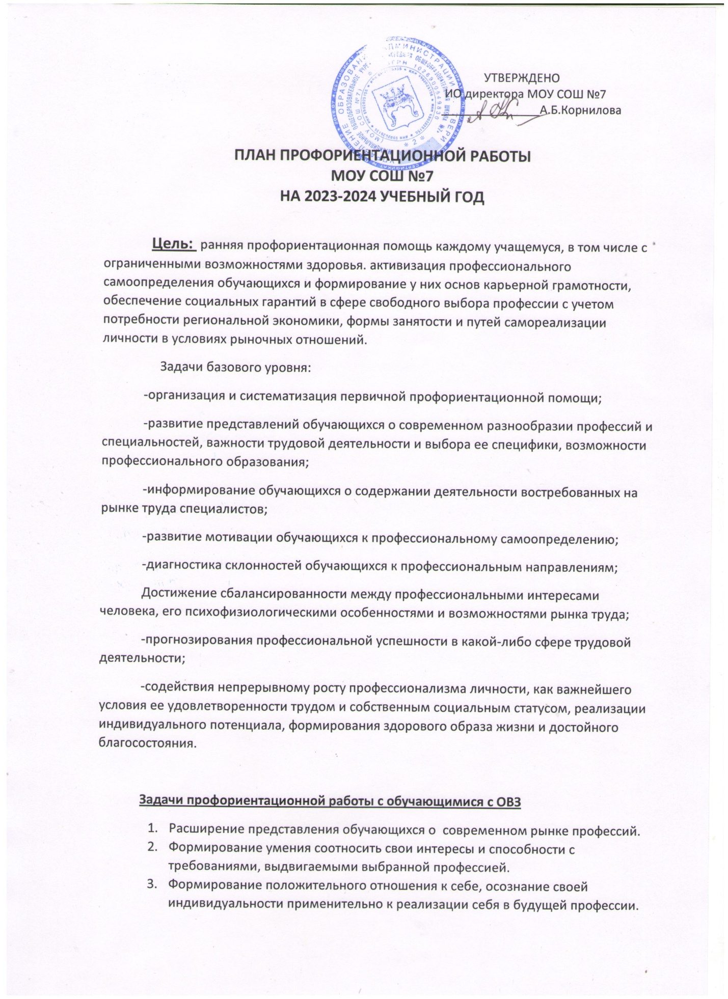 УТВЕРЖДЕНО
ИО директора МОУ СОШ №7
А.Б.Корнилова
ПЛАН ПРОФОРИЕНТАЦИОННОЙ РАБОТЫ
МОУ СОШ №7
НА 2023-2024 УЧЕБНЫЙ ГОД
Цель: ранняя профориентационная помощь каждому учащемуся, в том числе с
ограниченными возможностями здоровья. активизация профессионального
самоопределения обучающихся и формирование у них основ карьерной грамотности,
обеспечение социальных гарантий в сфере свободного выбора профессии с учетом
потребности региональной экономики, формы занятости и путей самореализации
личности в условиях рыночных отношений.
Задачи базового уровня:
-организация и систематизация первичной профориентационной помощи;
-развитие представлений обучающихся о современном разнообразии профессий и
специальностей, важности трудовой деятельности и выбора ее специфики, возможности
профессионального образования;
-информирование обучающихся о содержании деятельности востребованных на
рынке труда специалистов;
-развитие мотивации обучающихся к профессиональному самоопределению;
-диагностика склонностей обучающихся к профессиональным направлениям;
Достижение сбалансированности между профессиональными интересами
человека, его психофизиологическими особенностями и возможностями рынка труда;
-прогнозирования профессиональной успешности в какой-либо сфере трудовой
деятельности;
-содействия непрерывному росту профессионализма личности, как важнейшего
условия ее удовлетворенности трудом и собственным социальным статусом, реализации
индивидуального потенциала, формирования здорового образа жизни и достойного
благосостояния.
Задачи профориентационной работы с обучающимися с ОВЗ
1. Расширение представления обучающихся о современном рынке профессий.
2. Формирование умения соотносить свои интересы и способности с
требованиями, выдвигаемыми выбранной профессией.
3. Формирование положительного отношения к себе, осознание своей
индивидуальности применительно к реализации себя в будущей профессии.